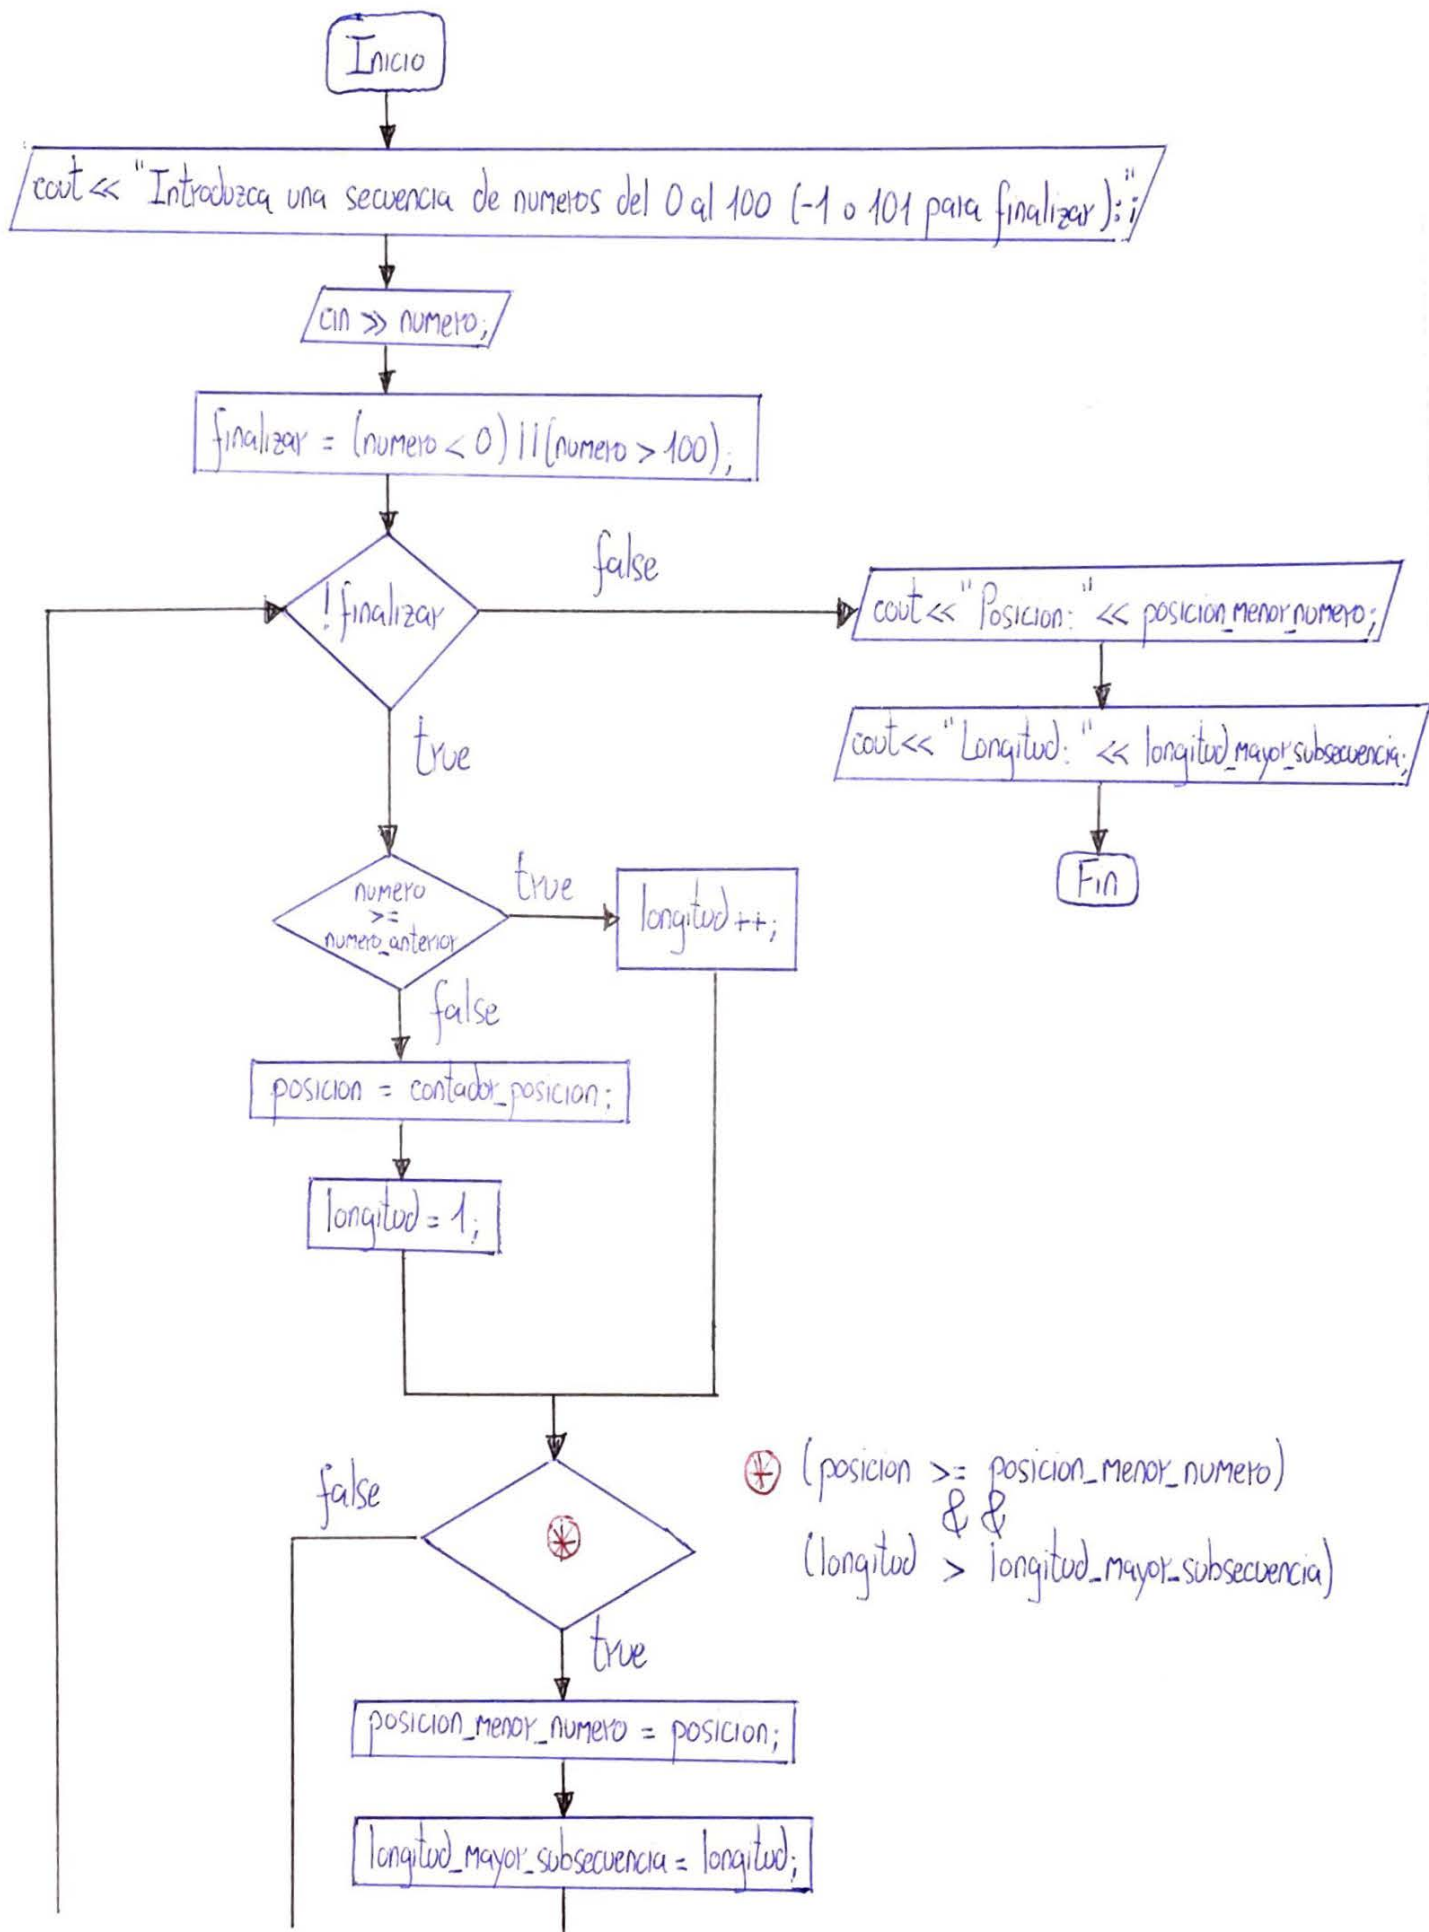 Inicio
cout << "Introduzca una secuencia de numeros del 0 al 100 (-1 o 101 para finalizar): ";
cin >> numero;
finalizar = (numero < 0) || (numero > 100);
! finalizar
false
cout << "Posicion: " << posicion_menor_numero;
true
cout << "Longitud: " << longitud_mayor_subsecuencia;
Fin
numero
>=
numero_anterior
true
longitud ++;
false
posicion = contador_posicion;
longitud = 1;
false
* (posicion >= posicion_menor_numero)
&&
(longitud > longitud_mayor_subsecuencia)
*
true
posicion_menor_numero = posicion;
longitud_mayor_subsecuencia = longitud;